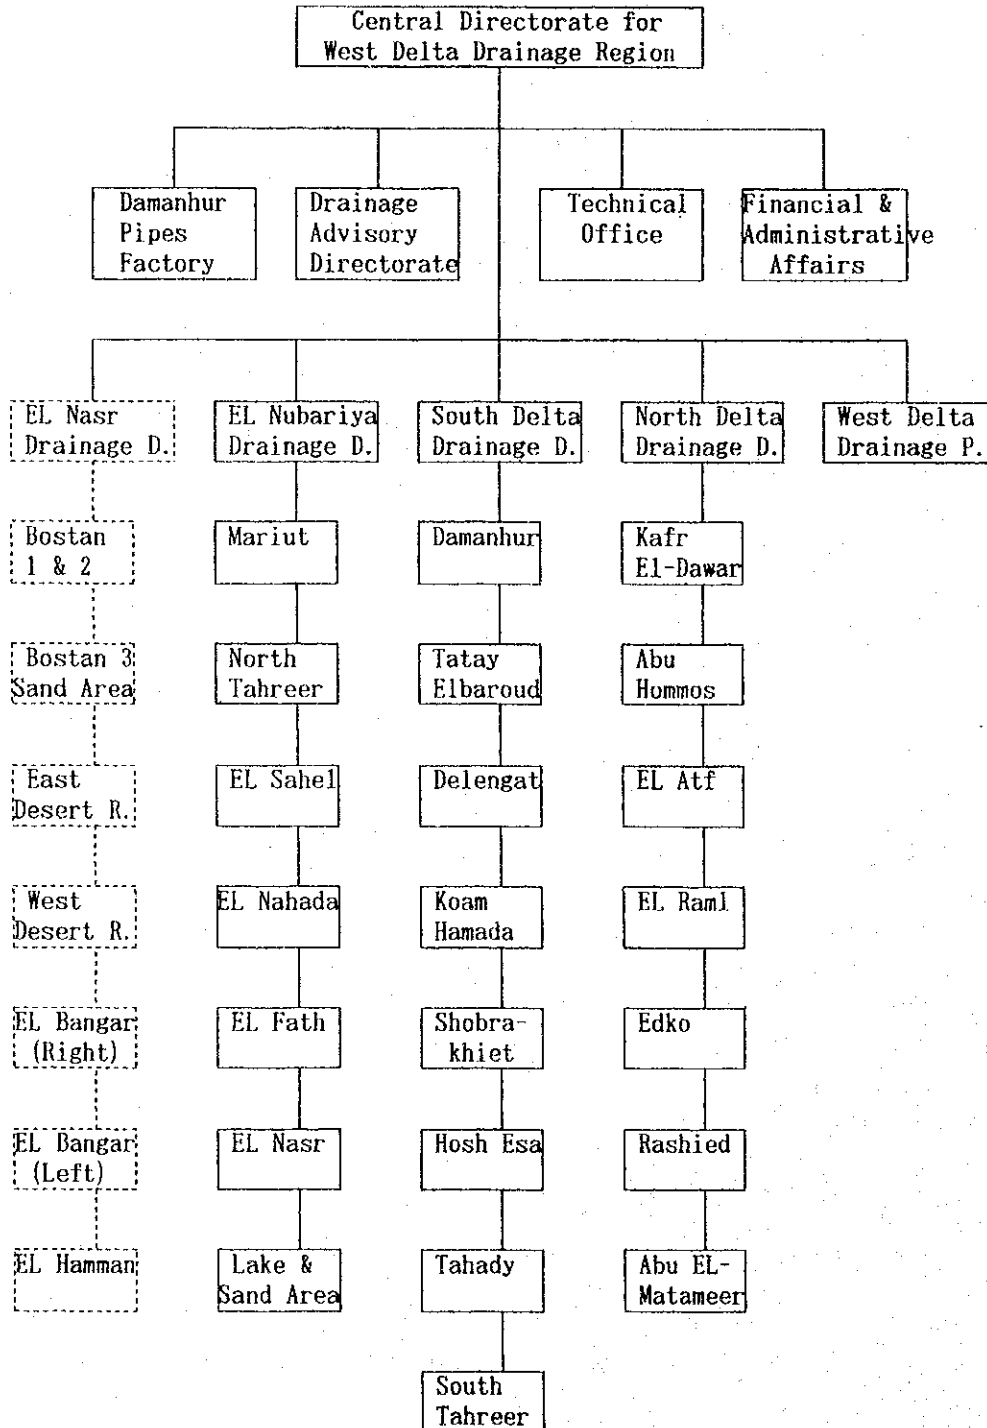 Central Directorate for
West Delta Drainage Region
Damanhur
Pipes
Factory
Drainage
Advisory
Directorate
Technical
Office
Financial &
Administrative
Affairs
EL Nasr
Drainage D.
EL Nubariya
Drainage D.
South Delta
Drainage D.
North Delta
Drainage D.
West Delta
Drainage P.
Bostan
1 & 2
Mariut
Damanhur
Kafr
El-Dawar
Bostan 3
Sand Area
North
Tahreer
Tatay
Elbaroud
Abu
Hommos
East
Desert R.
EL Sahel
Delengat
EL Atf
West
Desert R.
EL Nahada
Koam
Hamada
EL Raml
EL Bangar
(Right)
EL Fath
Shobra-
khiet
Edko
EL Bangar
(Left)
EL Nasr
Hosh Esa
Rashied
EL Hamman
Lake &
Sand Area
Tahady
Abu EL-
Matameer
South
Tahreer